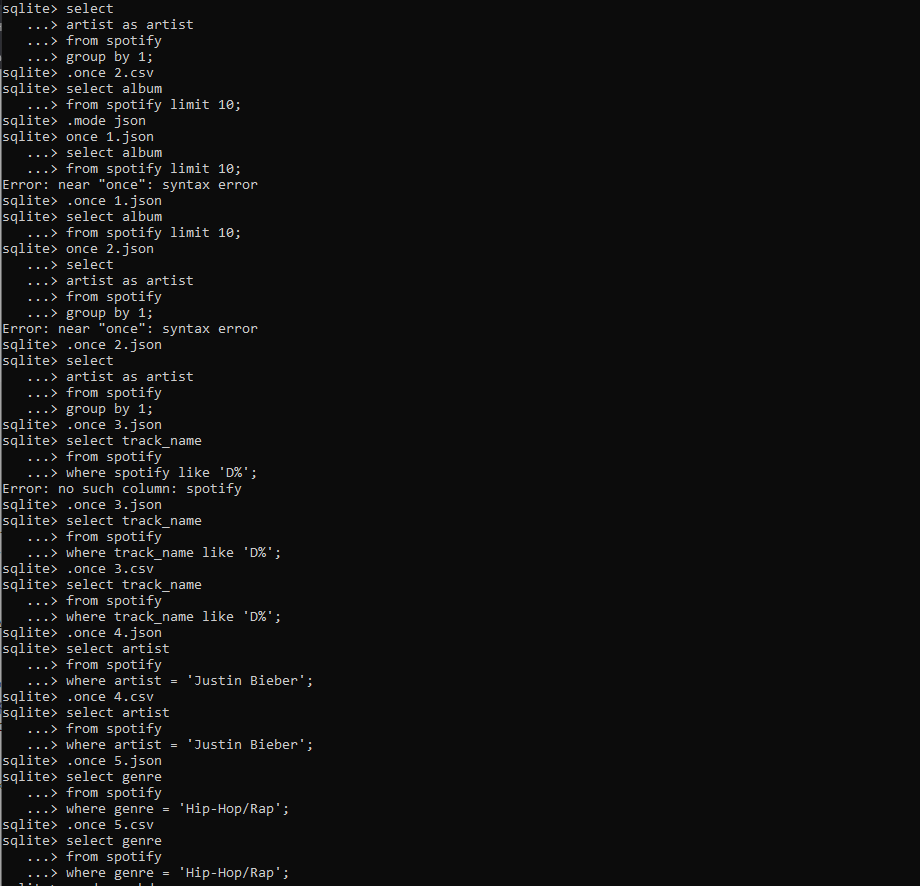 sqlite> select
   ...> artist as artist
   ...> from spotify
   ...> group by 1;
sqlite> .once 2.csv
sqlite> select album
   ...> from spotify limit 10;
sqlite> .mode json
sqlite> once 1.json
   ...> select album
   ...> from spotify limit 10;
Error: near "once": syntax error
sqlite> .once 1.json
sqlite> select album
   ...> from spotify limit 10;
sqlite> once 2.json
   ...> select
   ...> artist as artist
   ...> from spotify
   ...> group by 1;
Error: near "once": syntax error
sqlite> .once 2.json
sqlite> select
   ...> artist as artist
   ...> from spotify
   ...> group by 1;
sqlite> .once 3.json
sqlite> select track_name
   ...> from spotify
   ...> where spotify like 'D%';
Error: no such column: spotify
sqlite> .once 3.json
sqlite> select track_name
   ...> from spotify
   ...> where track_name like 'D%';
sqlite> .once 3.csv
sqlite> select track_name
   ...> from spotify
   ...> where track_name like 'D%';
sqlite> .once 4.json
sqlite> select artist
   ...> from spotify
   ...> where artist = 'Justin Bieber';
sqlite> .once 4.csv
sqlite> select artist
   ...> from spotify
   ...> where artist = 'Justin Bieber';
sqlite> .once 5.json
sqlite> select genre
   ...> from spotify
   ...> where genre = 'Hip-Hop/Rap';
sqlite> .once 5.csv
sqlite> select genre
   ...> from spotify
   ...> where genre = 'Hip-Hop/Rap';